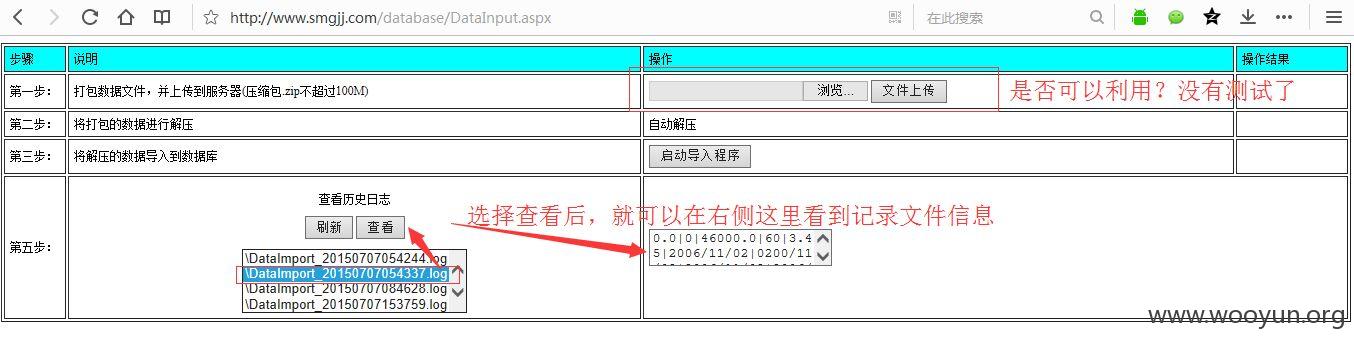 http://www.smgjj.com/database/DataInput.aspx
在此搜索
步骤 说明 操作 操作结果
第一步： 打包数据文件，并上传到服务器(压缩包.zip不超过100M) 浏览... 文件上传 是否可以利用？没有测试了
第二步： 将打包的数据进行解压 自动解压
第三步： 将解压的数据导入到数据库 启动导入程序
查看历史日志
选择查看后，就可以在右侧这里看到记录文件信息
刷新 查看
第五步：
0.0|0|46000.0|60|3.4
5|2006/11/02|0200/11
\DataImport_20150707054244.log
\DataImport_20150707054337.log
\DataImport_20150707084628.log
\DataImport_20150707153759.log
www.wooyun.org